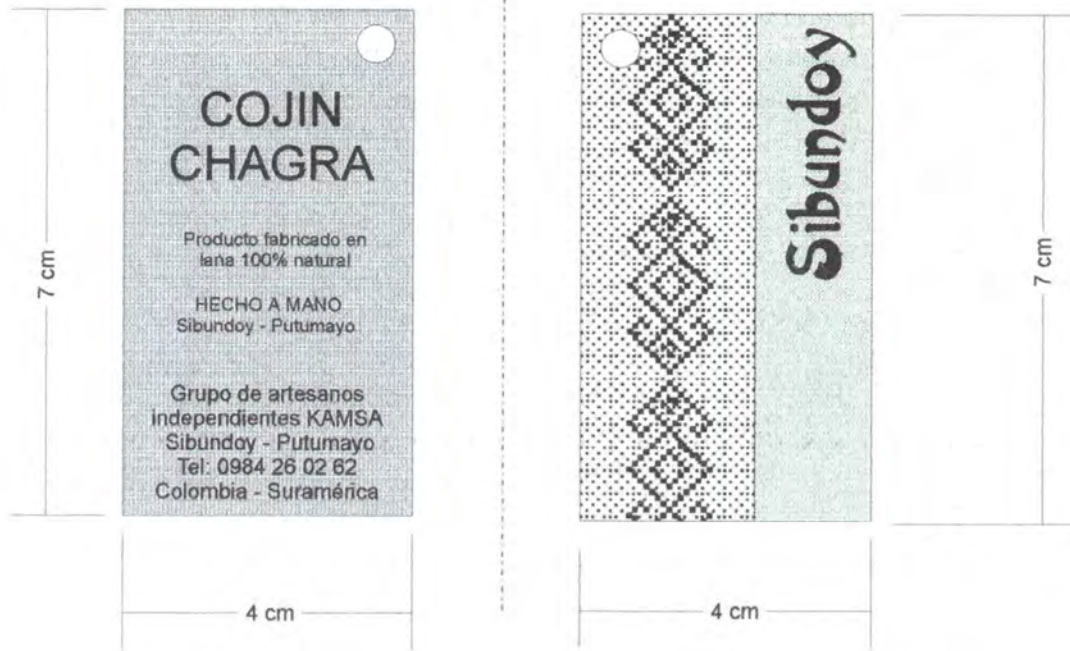 COJIN
CHAGRA
Producto fabricado en
lana 100% natural
HECHO A MANO
Sibundoy - Putumayo
Grupo de artesanos
independientes KAMSA
Sibundoy - Putumayo
Tel: 0984 26 02 62
Colombia - Suramérica
7 cm
4 cm
Sibundoy
7 cm
4 cm